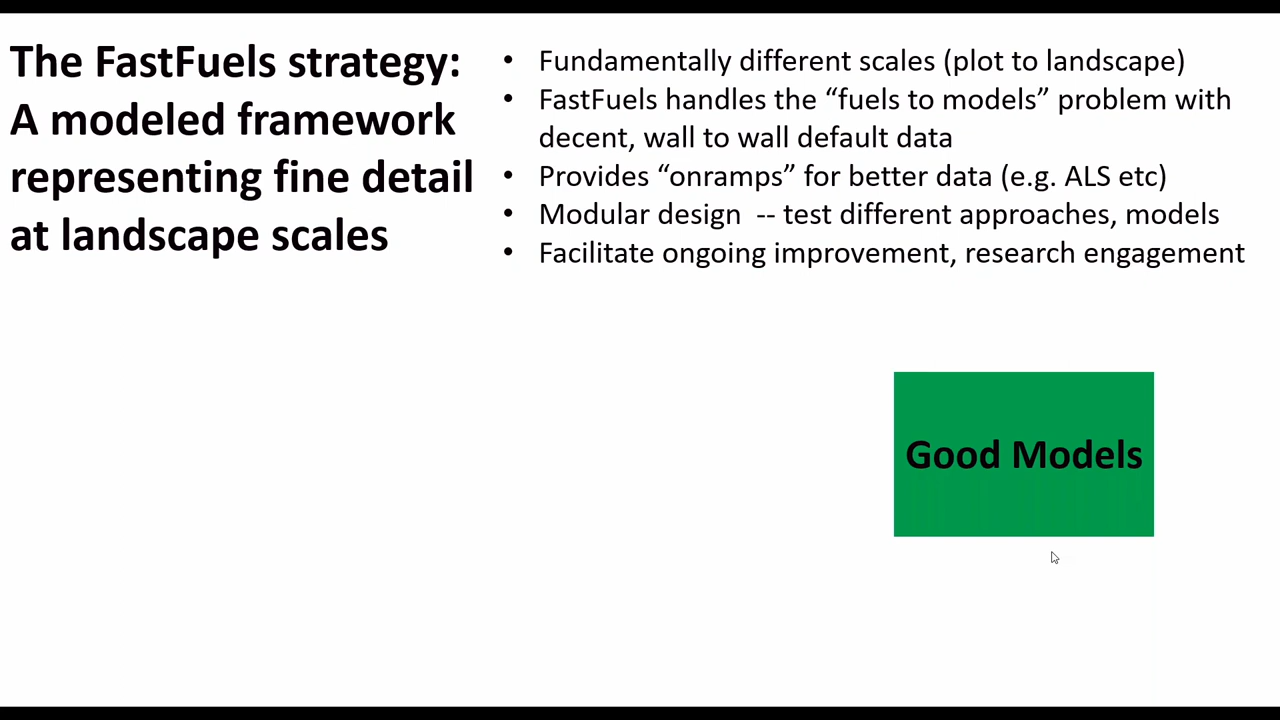 The FastFuels strategy:
A modeled framework
representing fine detail
at landscape scales
• Fundamentally different scales (plot to landscape)
• FastFuels handles the “fuels to models” problem with
decent, wall to wall default data
• Provides “onramps” for better data (e.g. ALS etc)
• Modular design -- test different approaches, models
• Facilitate ongoing improvement, research engagement
Good Models